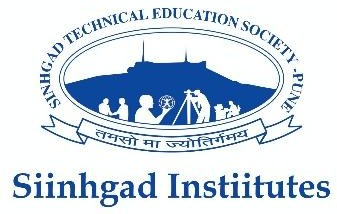 SINHGAD TECHNICAL EDUCATION SOCIETY - PUNE
तमसो मा ज्योतिर्गमय
Siinhgad Instiitutes